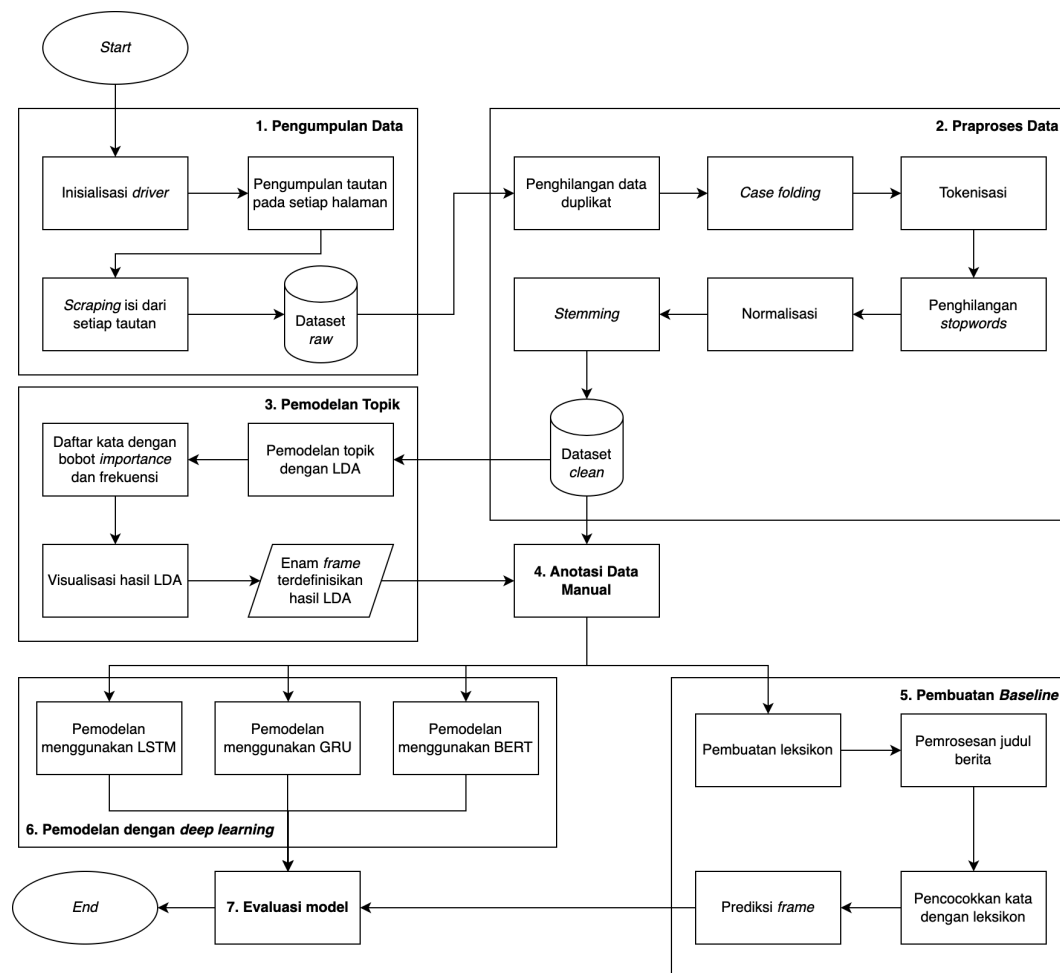 Start
1. Pengumpulan Data
Inisialisasi driver
Pengumpulan tautan
pada setiap halaman
Scraping isi dari
setiap tautan
Dataset
raw
2. Praproses Data
Penghilangan data
duplikat
Case folding
Tokenisasi
Stemming
Normalisasi
Penghilangan
stopwords
Dataset
clean
3. Pemodelan Topik
Daftar kata dengan
bobot importance
dan frekuensi
Pemodelan topik
dengan LDA
Visualisasi hasil LDA
Enam frame
terdefinisikan
hasil LDA
4. Anotasi Data
Manual
Pemodelan
menggunakan LSTM
Pemodelan
menggunakan GRU
Pemodelan
menggunakan BERT
6. Pemodelan dengan deep learning
5. Pembuatan Baseline
Pembuatan leksikon
Pemrosesan judul
berita
Prediksi frame
Pencocokkan kata
dengan leksikon
7. Evaluasi model
End